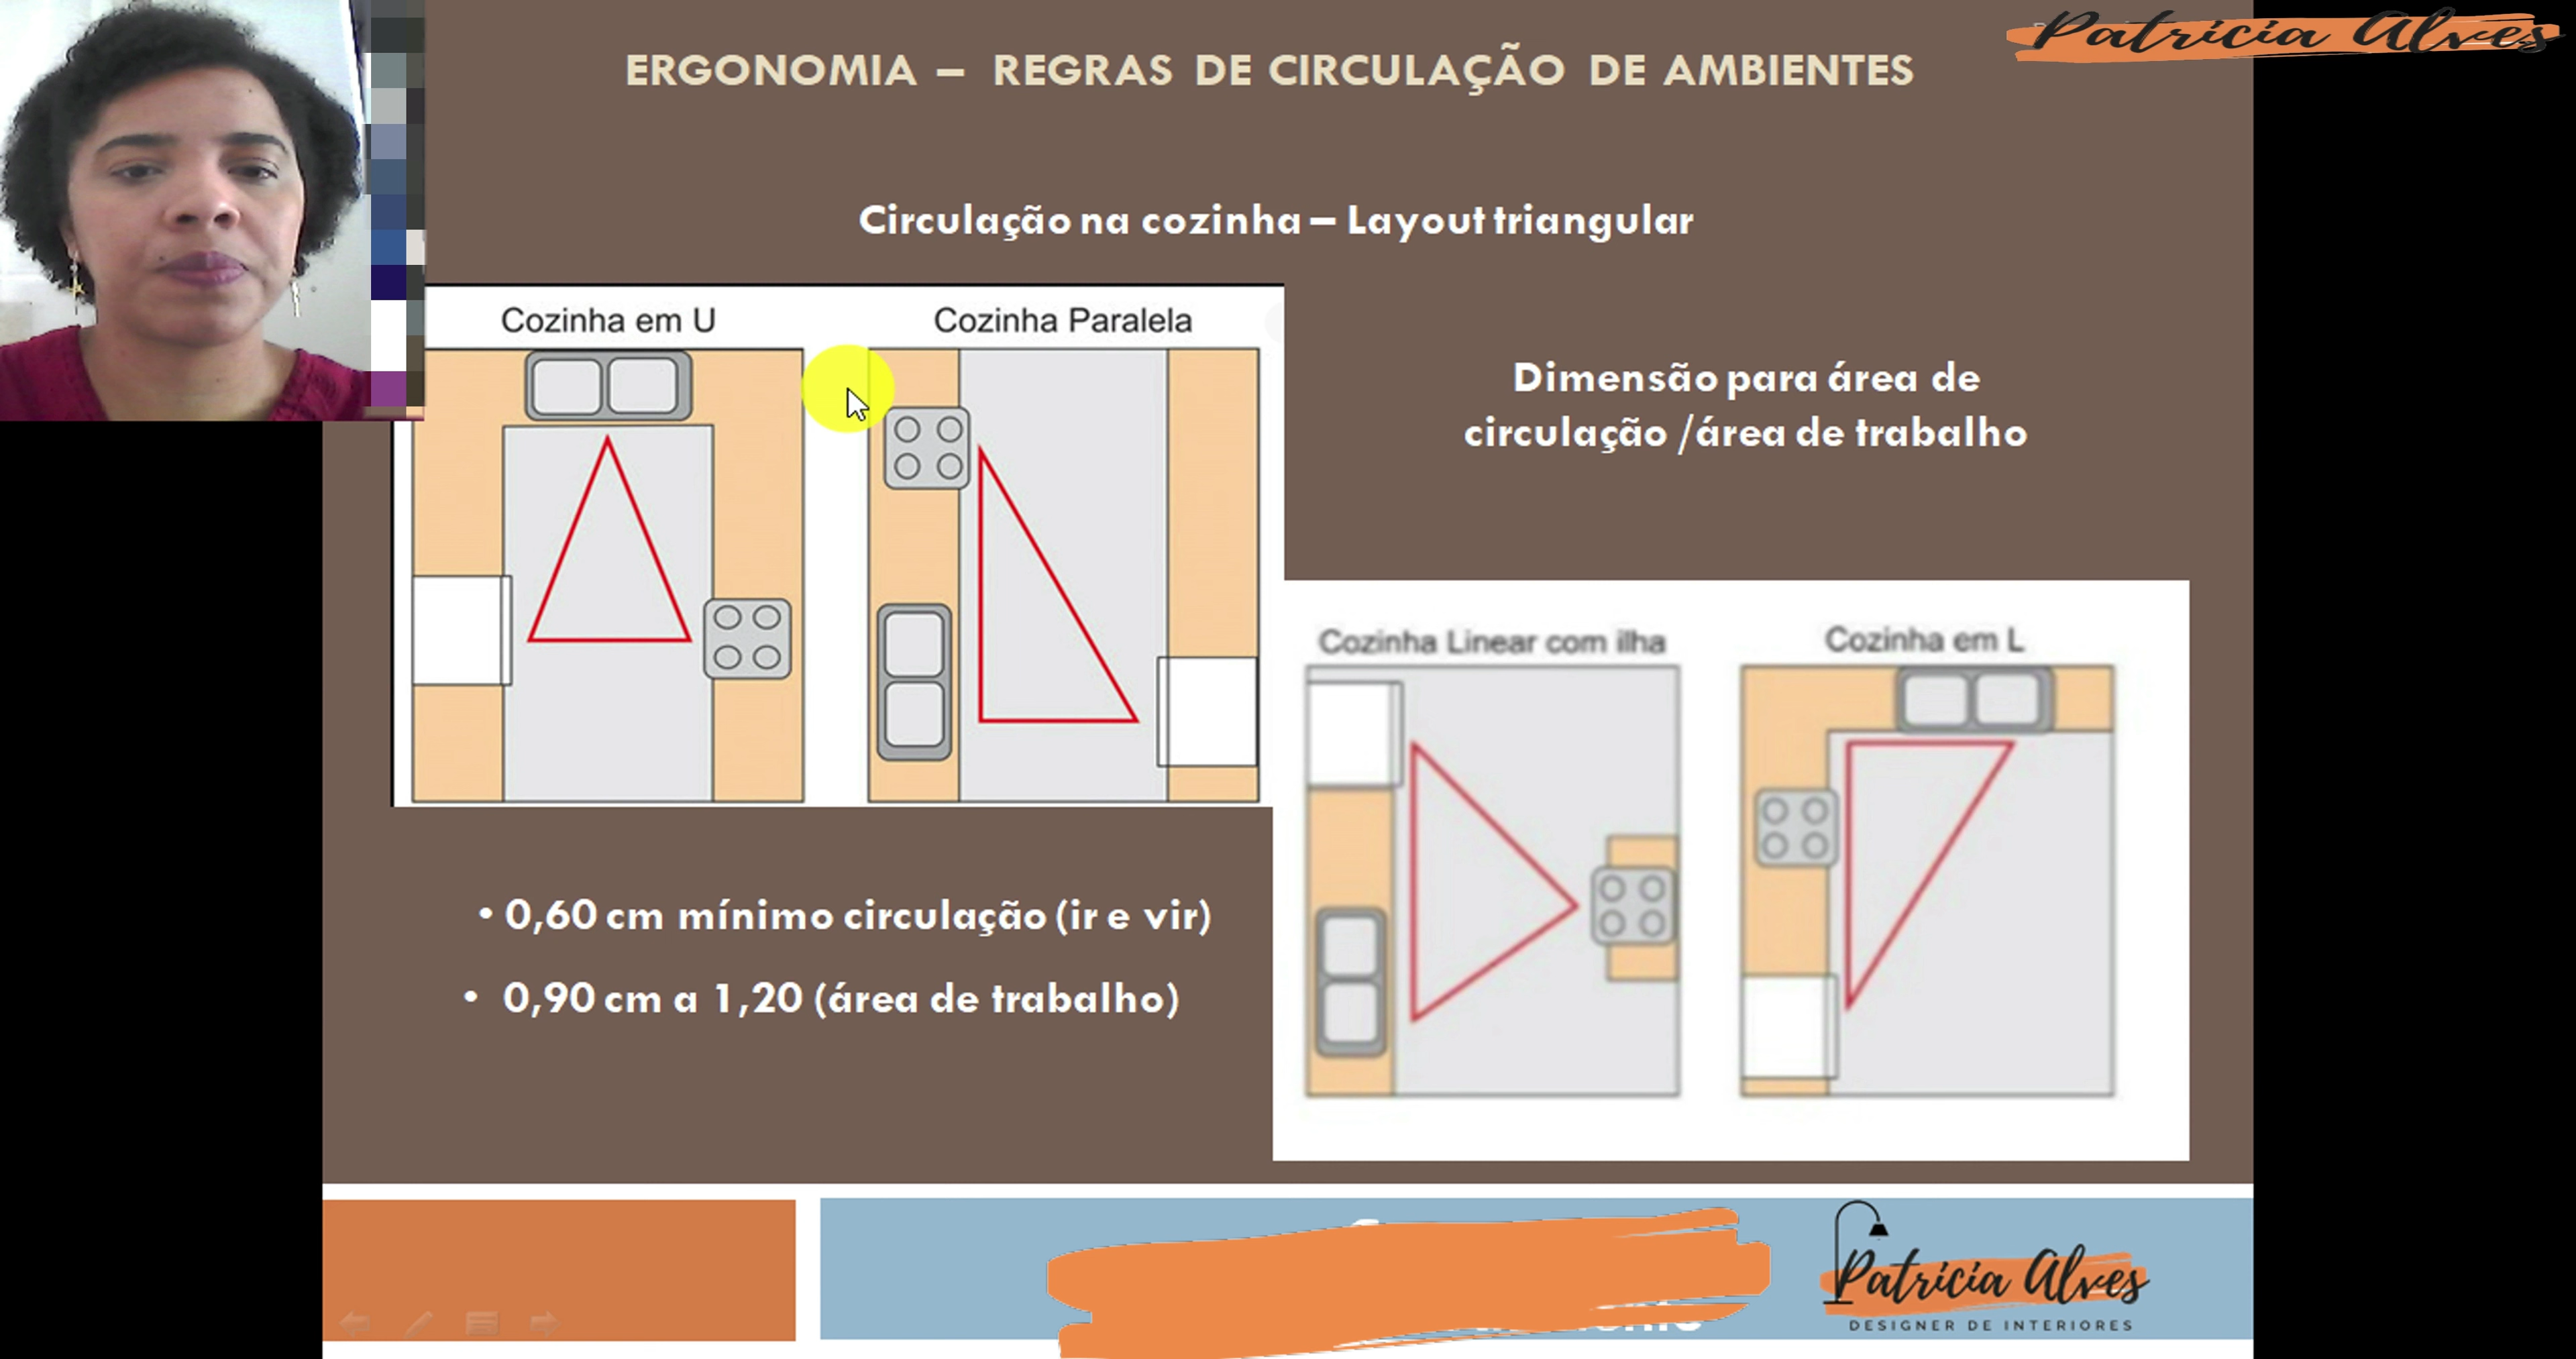 Patrícia Alves
ERGONOMIA – REGRAS DE CIRCULAÇÃO DE AMBIENTES
Circulação na cozinha – Layout triangular
Cozinha em U
Cozinha Paralela
Dimensão para área de
circulação /área de trabalho
Cozinha Linear com ilha
Cozinha em L
• 0,60 cm mínimo circulação (ir e vir)
• 0,90 cm a 1,20 (área de trabalho)
Patrícia Alves
DESIGNER DE INTERIORES